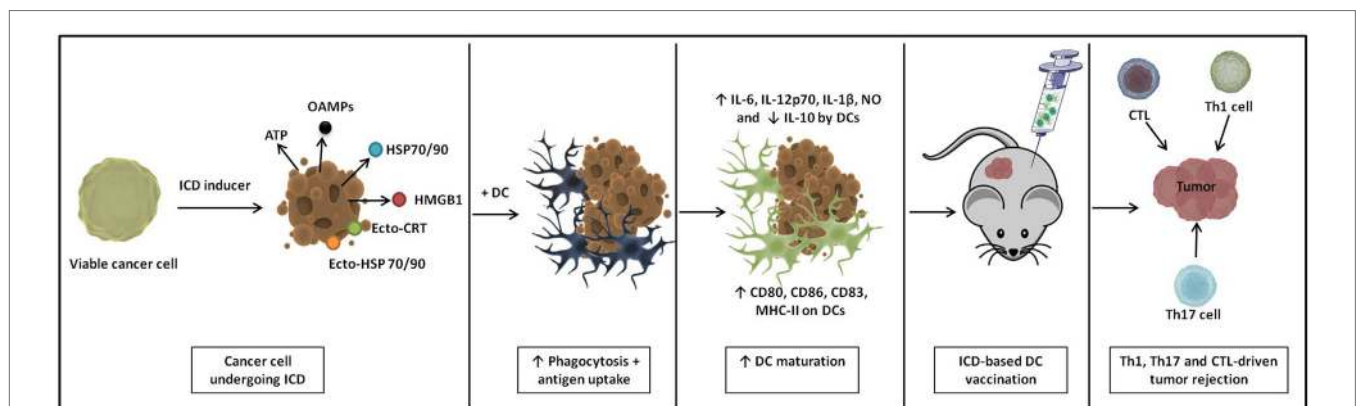 OAMPs
ATP
HSP70/90
ICD inducer
HMGB1
Ecto-CRT
Viable cancer cell
Ecto-HSP 70/90
Cancer cell
undergoing ICD
+ DC
↑ Phagocytosis +
antigen uptake
↑ IL-6, IL-12p70, IL-1β, NO
and ↓ IL-10 by DCs
↑ CD80, CD86, CD83,
MHC-II on DCs
↑ DC maturation
ICD-based DC
vaccination
CTL
Th1 cell
Tumor
Th17 cell
Th1, Th17 and CTL-driven
tumor rejection